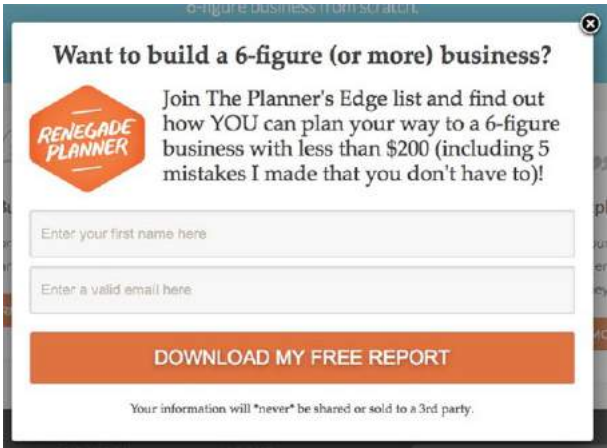 6-figure business from scratch.
Want to build a 6-figure (or more) business?
RENEGADE
PLANNER
Join The Planner's Edge list and find out
how YOU can plan your way to a 6-figure
business with less than $200 (including 5
mistakes I made that you don't have to)!
Enter your first name here
Enter a valid email here
DOWNLOAD MY FREE REPORT
Your information will *never* be shared or sold to a 3rd party.